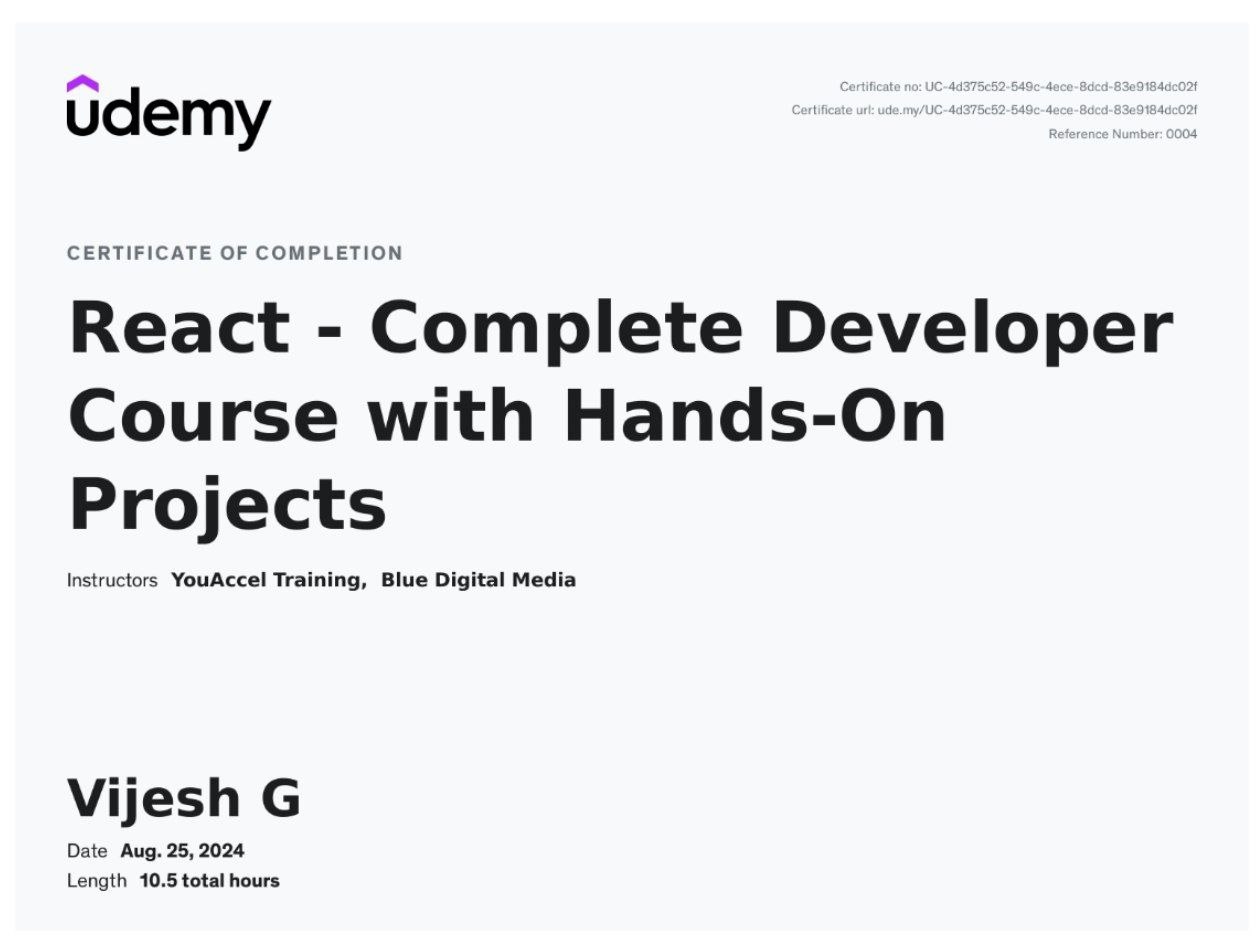 udemy
Certificate no: UC-4d375c52-549c-4ece-8dcd-83e9184dc02f
Certificate url: ude.my/UC-4d375c52-549c-4ece-8dcd-83e9184dc02f
Reference Number: 0004
CERTIFICATE OF COMPLETION
React - Complete Developer
Course with Hands-On
Projects
Instructors YouAccel Training, Blue Digital Media
Vijesh G
Date Aug. 25, 2024
Length 10.5 total hours